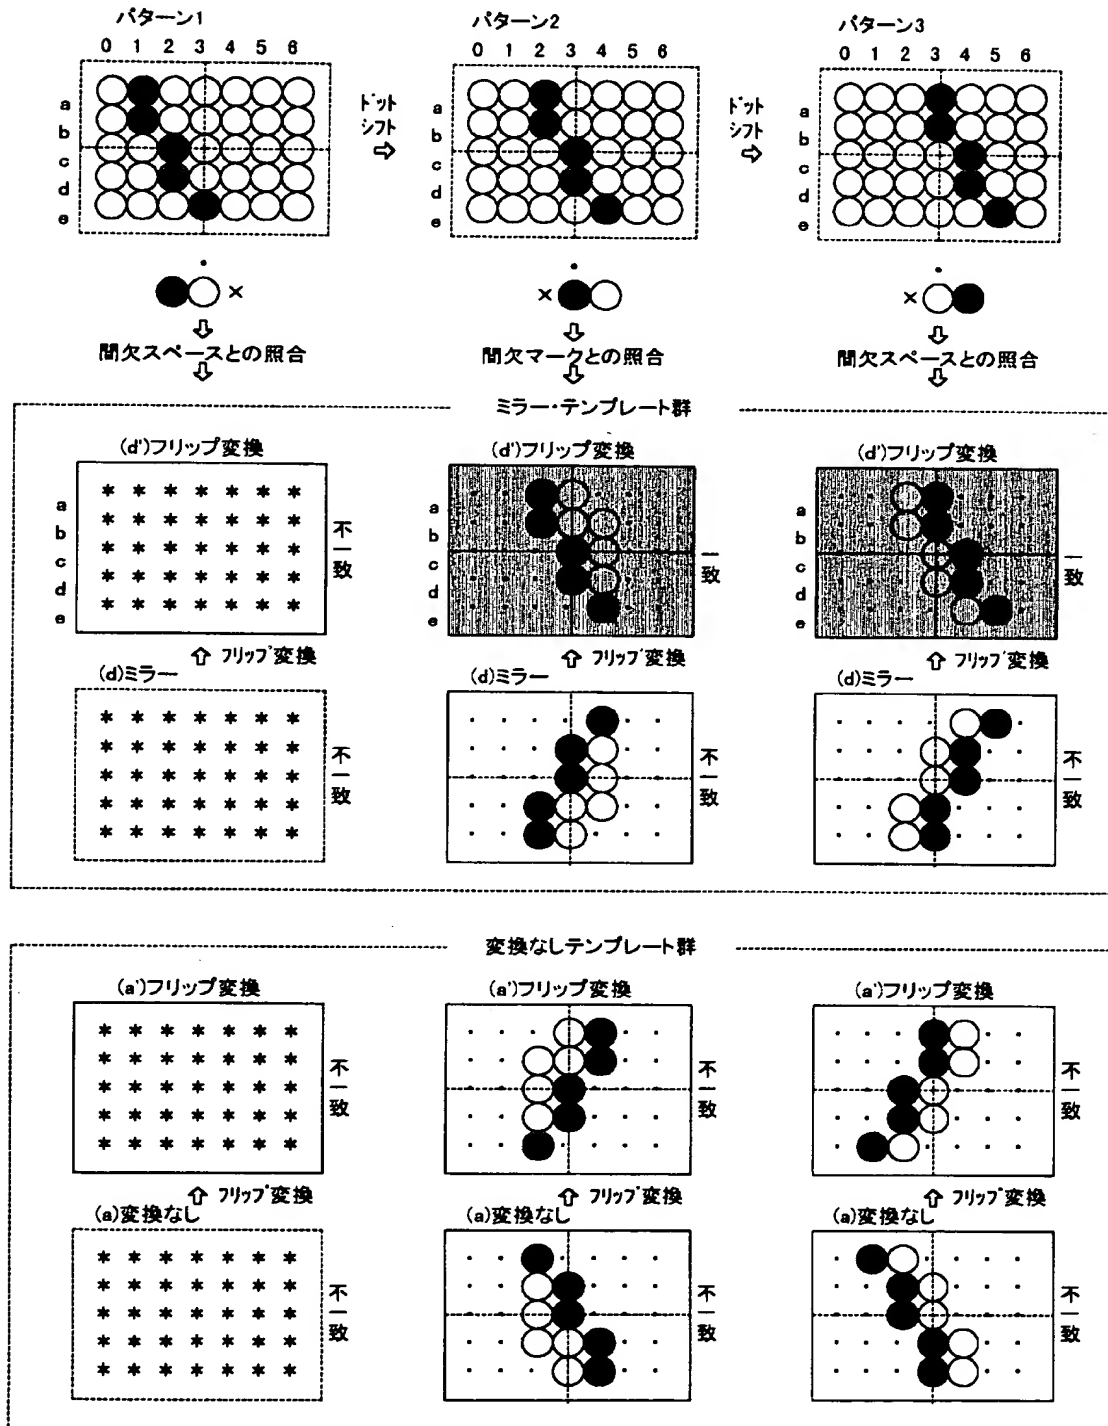 パターン1
パターン2
パターン3
0 1 2 3 4 5 6
0 1 2 3 4 5 6
0 1 2 3 4 5 6
a
b
c
d
e
ドット
シフト
⇨
a
b
c
d
e
ドット
シフト
⇨
a
b
c
d
e
×
×
×
間欠スペースとの照合
間欠マークとの照合
間欠スペースとの照合
ミラー・テンプレート群
(d')フリップ変換
(d')フリップ変換
(d')フリップ変換
a
b
c
d
e
* * * * * * *
* * * * * * *
* * * * * * *
* * * * * * *
* * * * * * *
不一致
a
b
c
d
e
一致
a
b
c
d
e
一致
フリップ変換
フリップ変換
フリップ変換
(d)ミラー
(d)ミラー
(d)ミラー
* * * * * * *
* * * * * * *
* * * * * * *
* * * * * * *
* * * * * * *
不一致
不一致
不一致
変換なしテンプレート群
(a')フリップ変換
(a')フリップ変換
(a')フリップ変換
* * * * * * *
* * * * * * *
* * * * * * *
* * * * * * *
* * * * * * *
不一致
不一致
不一致
フリップ変換
フリップ変換
フリップ変換
(a)変換なし
(a)変換なし
(a)変換なし
* * * * * * *
* * * * * * *
* * * * * * *
* * * * * * *
* * * * * * *
不一致
不一致
不一致